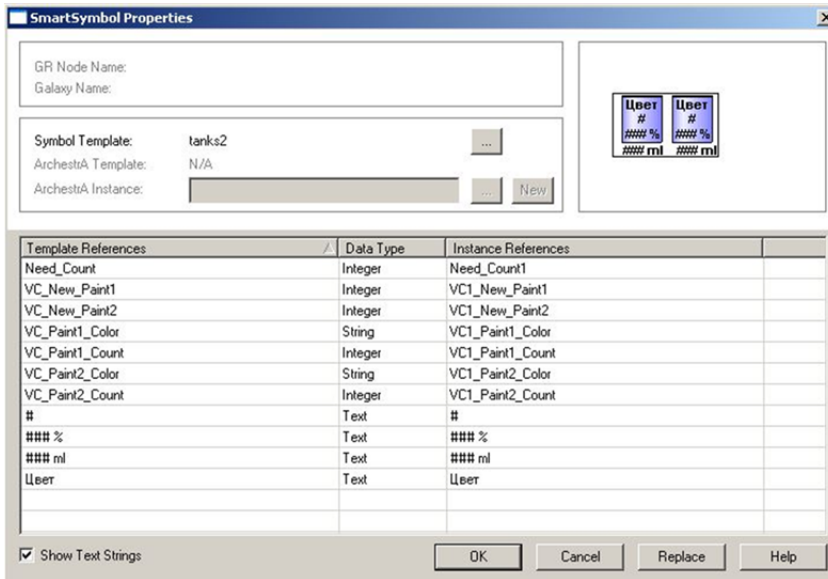 SmartSymbol Properties
GR Node Name:
Galaxy Name:
Symbol Template: tanks2 ...
ArchestrA Template: N/A
ArchestrA Instance: ... New
Цвет Цвет
# #
### % ### %
### ml ### ml
Template References Data Type Instance References
Need_Count Integer Need_Count1
VC_New_Paint1 Integer VC1_New_Paint1
VC_New_Paint2 Integer VC1_New_Paint2
VC_Paint1_Color String VC1_Paint1_Color
VC_Paint1_Count Integer VC1_Paint1_Count
VC_Paint2_Color String VC1_Paint2_Color
VC_Paint2_Count Integer VC1_Paint2_Count
# Text #
### % Text ### %
### ml Text ### ml
Цвет Text Цвет
Show Text Strings OK Cancel Replace Help